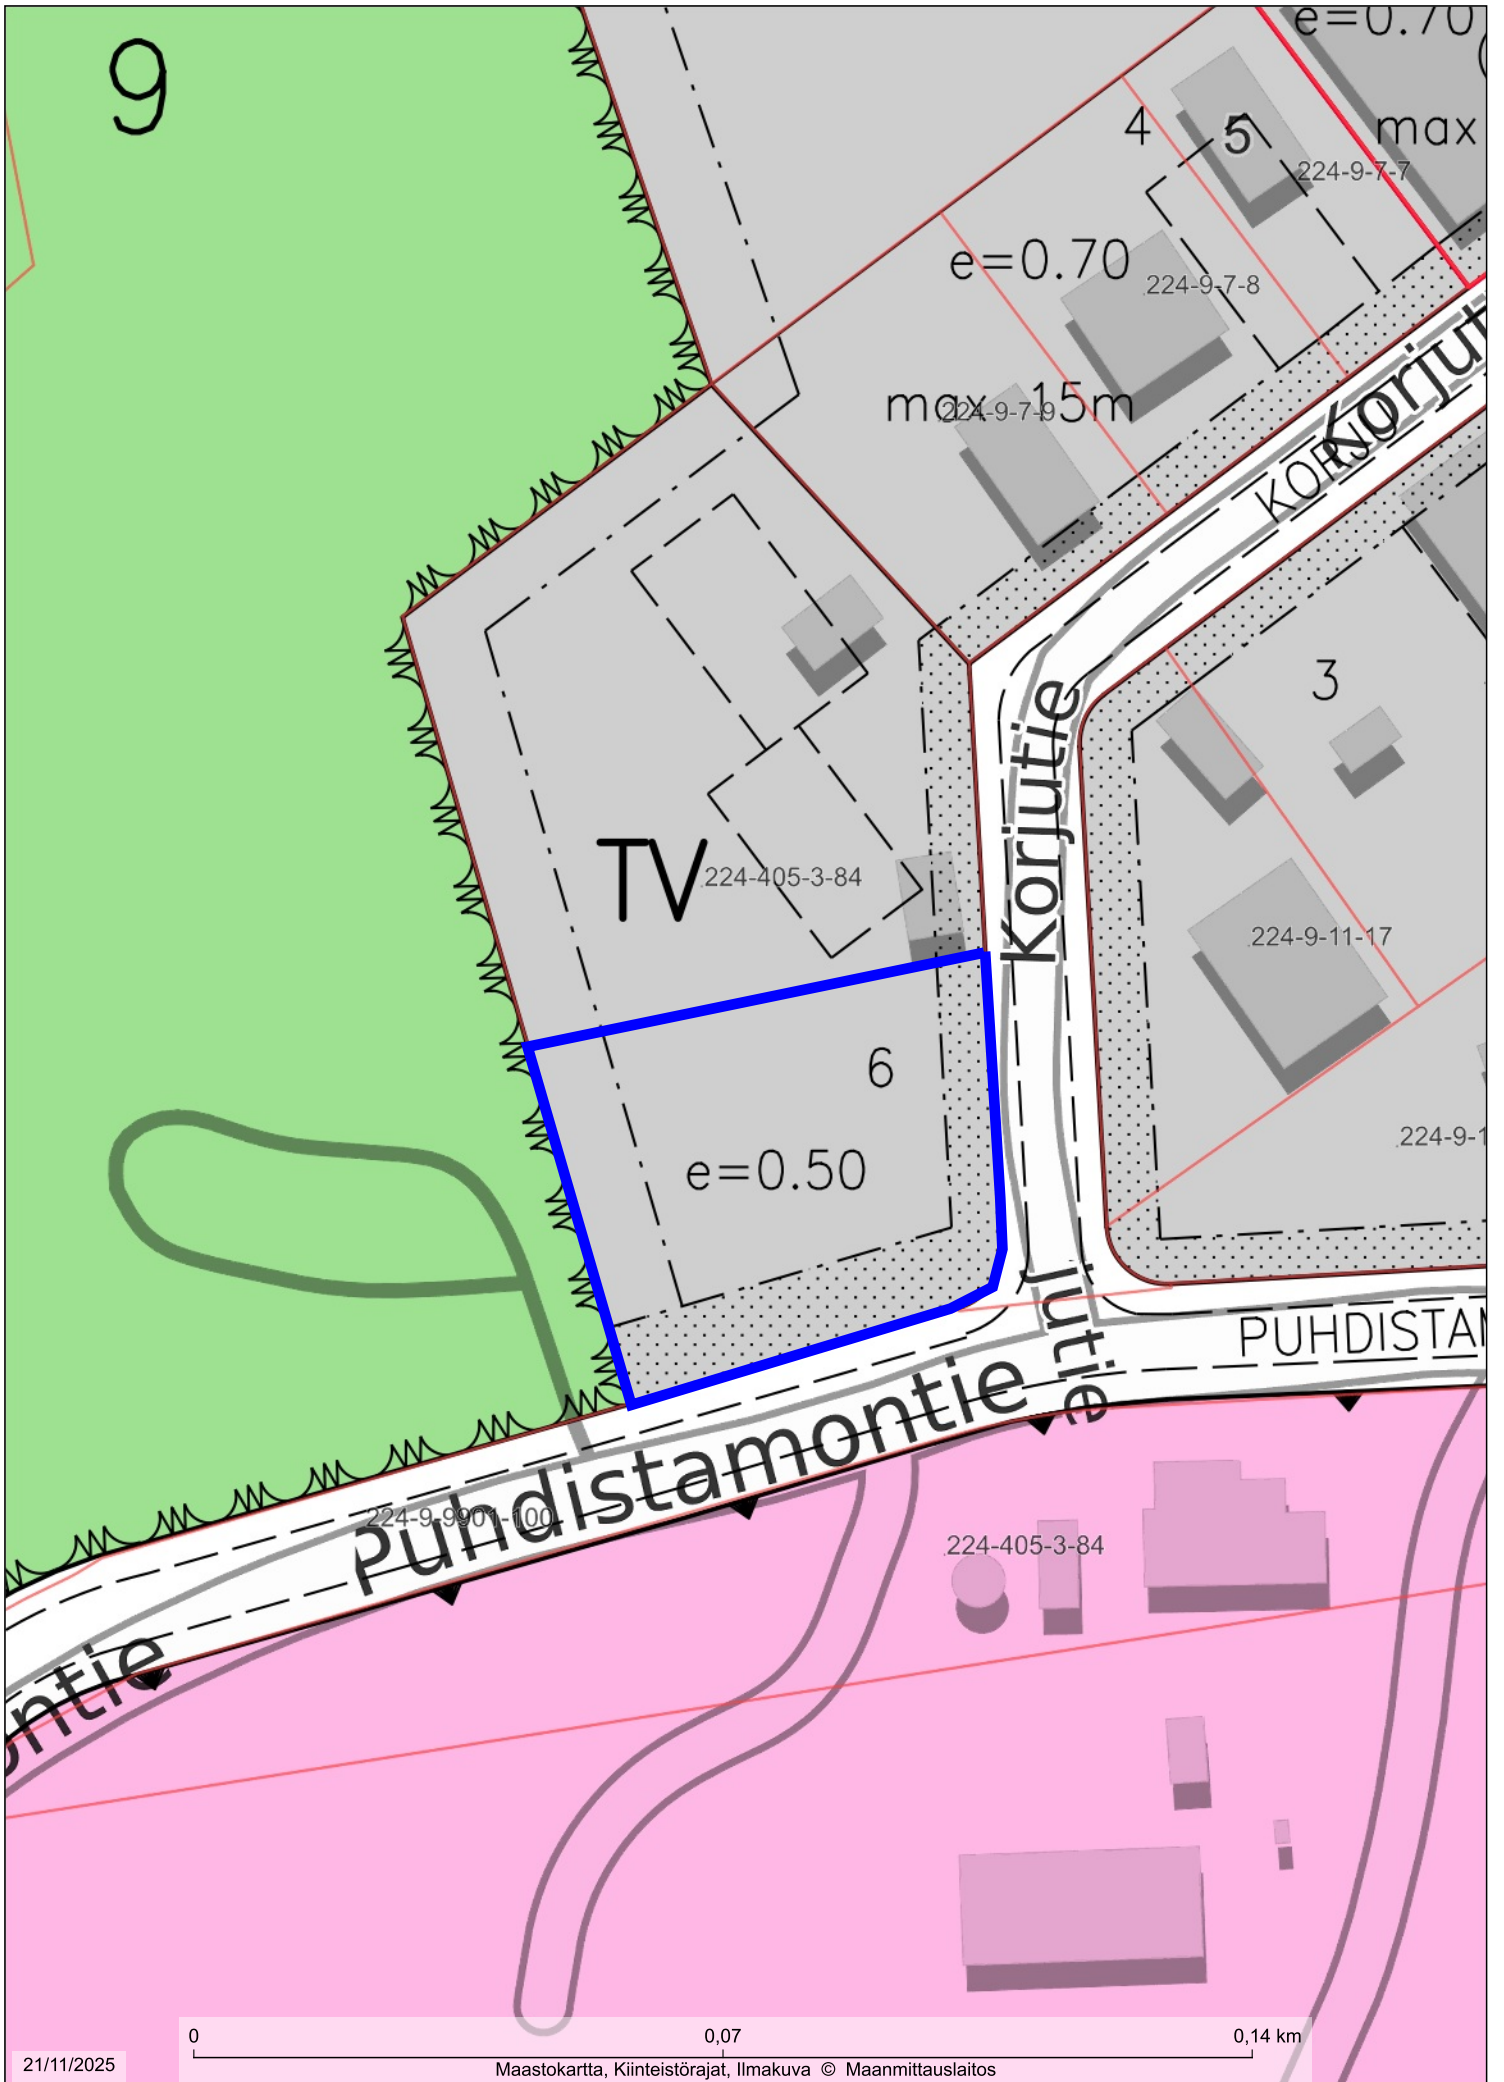 e=0.70
9
max
4
5
224-9-7-7
e=0.70
224-9-7-8
max 15m
224-9-7-9
Korjut
KORJU
3
Korjutie
TV
224-405-3-84
224-9-11-17
6
224-9-1
e=0.50
utie
PUHDISTAM
Puhdistamontie
224-9-9901-100
224-405-3-84
ontie
0
0,07
0,14 km
21/11/2025
Maastokartta, Kiinteistörajat, Ilmakuva © Maanmittauslaitos